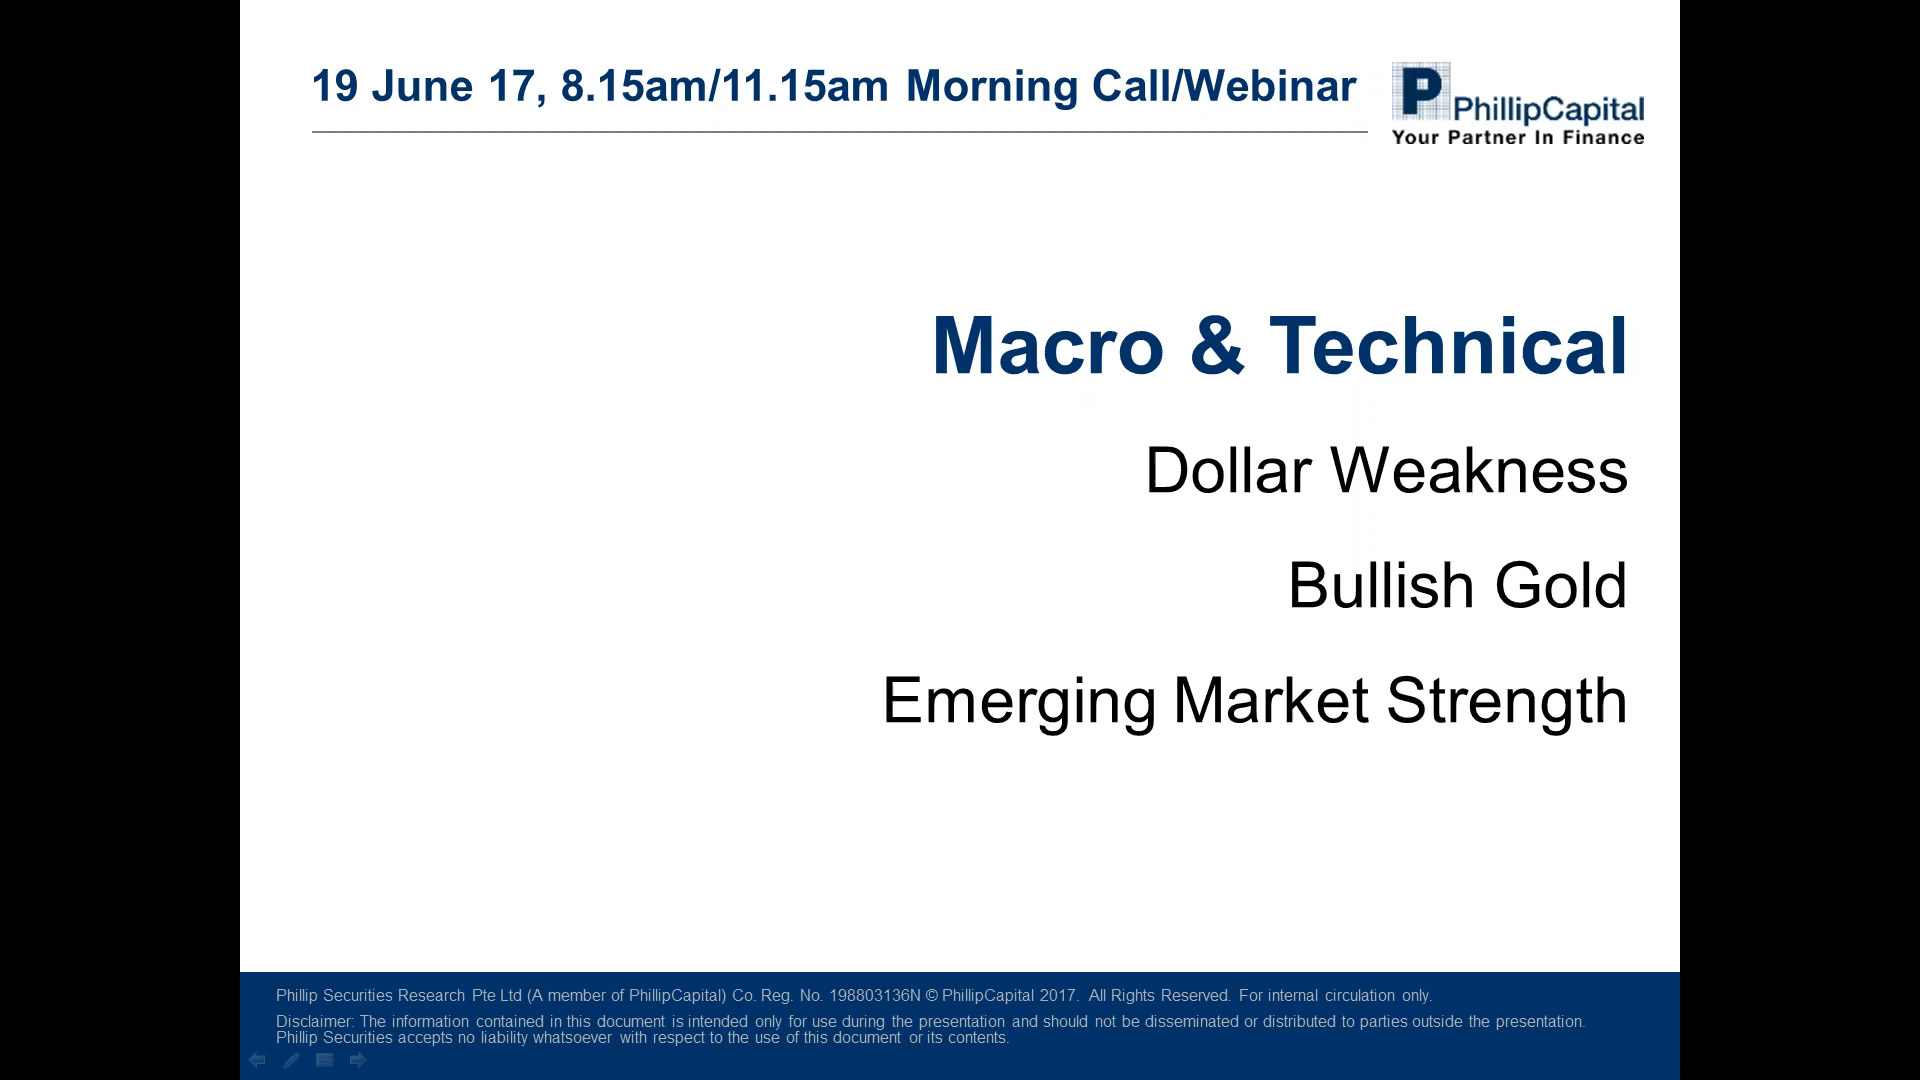 19 June 17, 8.15am/11.15am Morning Call/Webinar
P PhillipCapital
Your Partner In Finance
Macro & Technical
Dollar Weakness
Bullish Gold
Emerging Market Strength
Phillip Securities Research Pte Ltd (A member of PhillipCapital) Co. Reg. No. 198803136N © PhillipCapital 2017. All Rights Reserved. For internal circulation only.
Disclaimer: The information contained in this document is intended only for use during the presentation and should not be disseminated or distributed to parties outside the presentation.
Phillip Securities accepts no liability whatsoever with respect to the use of this document or its contents.